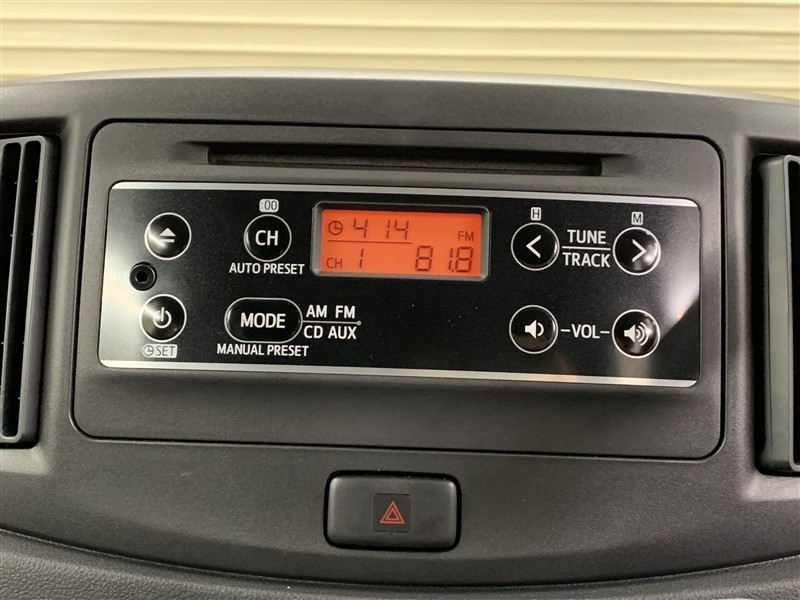 :00
CH
AUTO PRESET
4 14
FM
CH 1 81.8
H
TUNE
TRACK
M
SET
MODE
AM FM
CD AUX
MANUAL PRESET
-VOL-